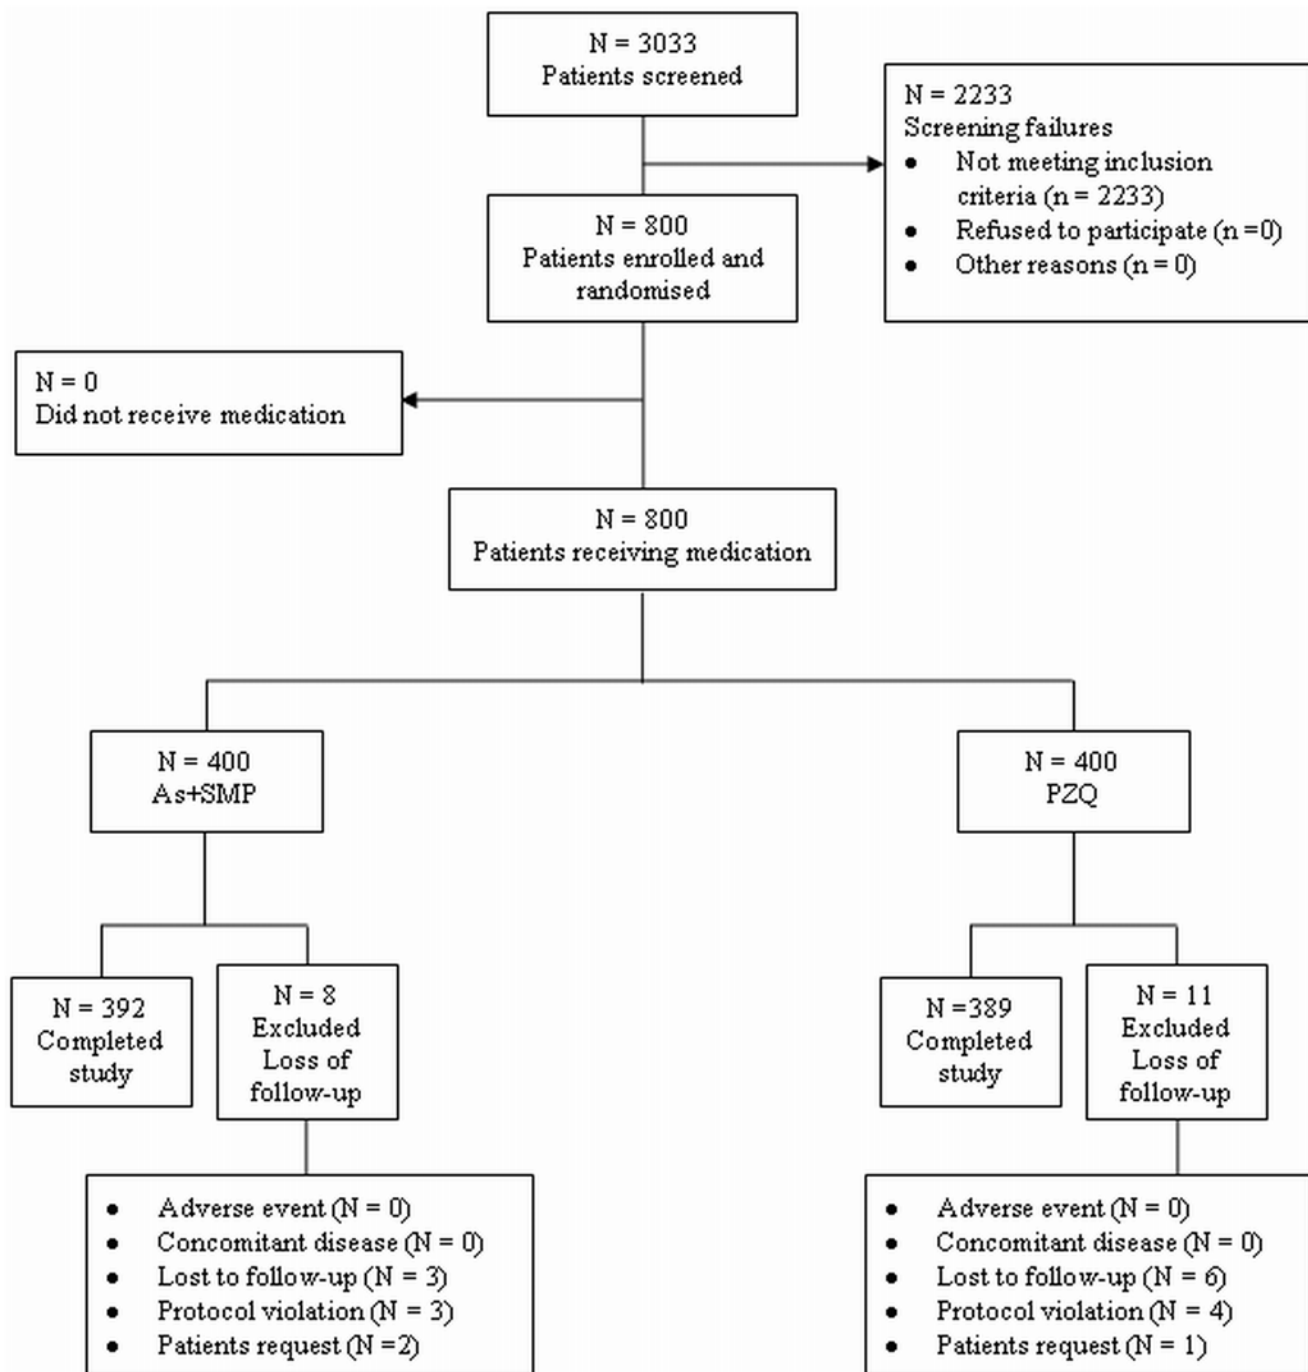 N = 3033
Patients screened
N = 2233
Screening failures
• Not meeting inclusion
criteria (n = 2233)
• Refused to participate (n =0)
• Other reasons (n = 0)
N = 800
Patients enrolled and
randomised
N = 0
Did not receive medication
N = 800
Patients receiving medication
N = 400
As+SMP
N = 400
PZQ
N = 392
Completed
study
N = 8
Excluded
Loss of
follow-up
N =389
Completed
study
N = 11
Excluded
Loss of
follow-up
• Adverse event (N = 0)
• Concomitant disease (N = 0)
• Lost to follow-up (N = 3)
• Protocol violation (N = 3)
• Patients request (N =2)
• Adverse event (N = 0)
• Concomitant disease (N = 0)
• Lost to follow-up (N = 6)
• Protocol violation (N = 4)
• Patients request (N = 1)